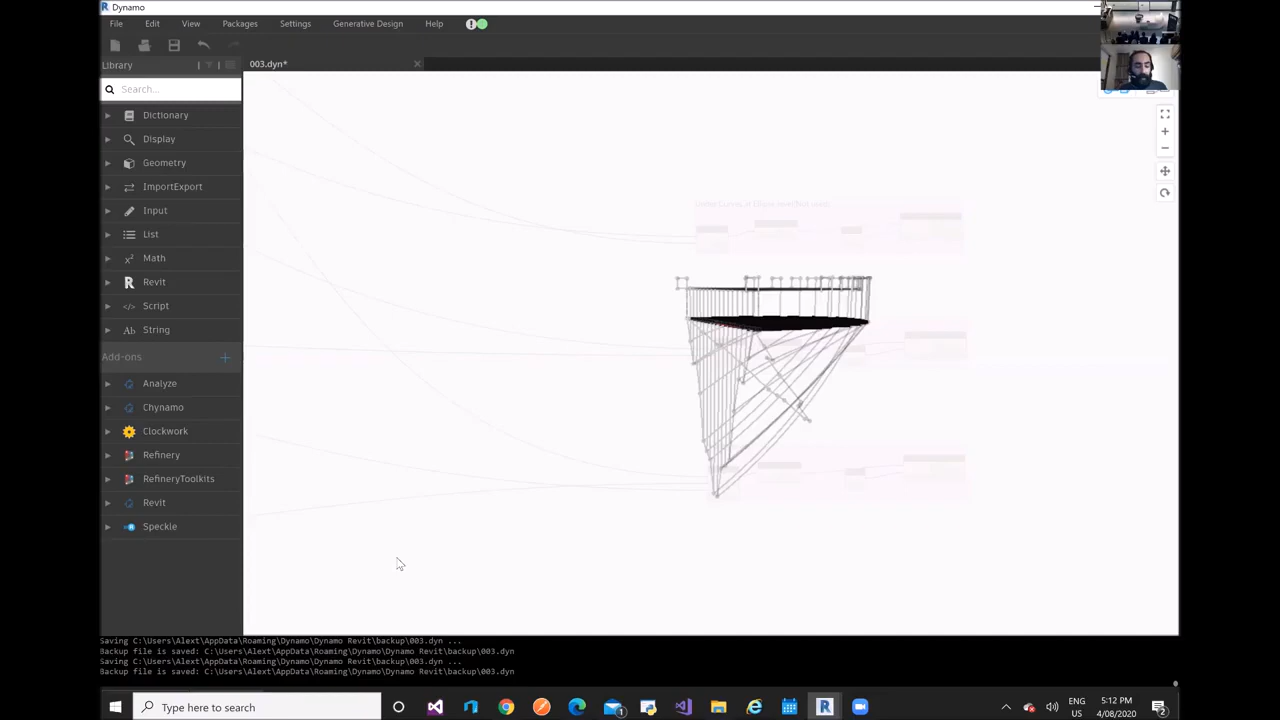 Dynamo
File Edit View Packages Settings Generative Design Help
Library
003.dyn*
Search...
Dictionary
Display
Geometry
ImportExport
Input
List
Math
Revit
Script
String
Add-ons
Analyze
Chynamo
Clockwork
Refinery
RefineryToolkits
Revit
Speckle
Saving C:\Users\Alext\AppData\Roaming\Dynamo\Dynamo Revit\backup\003.dyn ...
Backup file is saved: C:\Users\Alext\AppData\Roaming\Dynamo\Dynamo Revit\backup\003.dyn
Saving C:\Users\Alext\AppData\Roaming\Dynamo\Dynamo Revit\backup\003.dyn ...
Backup file is saved: C:\Users\Alext\AppData\Roaming\Dynamo\Dynamo Revit\backup\003.dyn
Type here to search
ENG
US
5:12 PM
4/08/2020
2